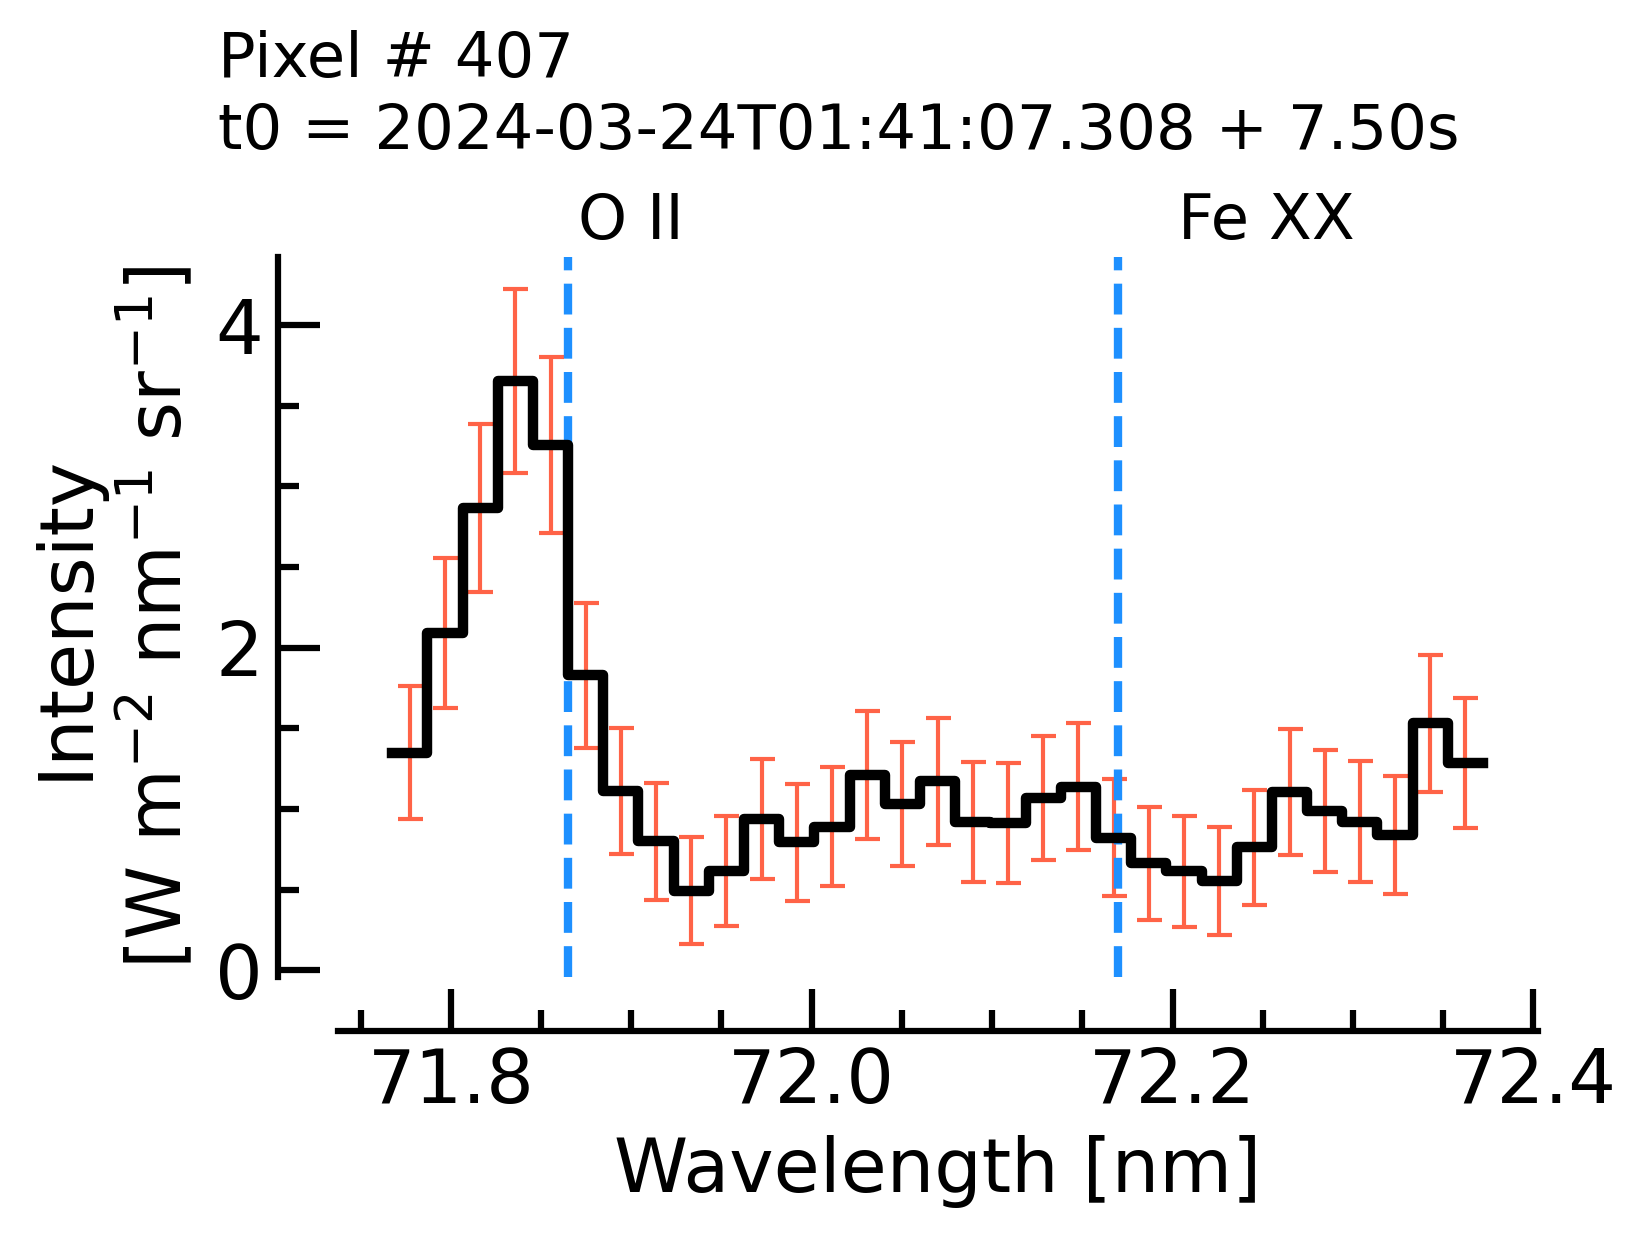 Pixel # 407
t0 = 2024-03-24T01:41:07.308 + 7.50s
O II
Fe XX
Intensity
[W m⁻² nm⁻¹ sr⁻¹]
4
2
0
71.8 72.0 72.2 72.4
Wavelength [nm]